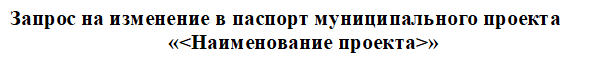 Запрос на изменение в паспорт муниципального проекта
«<Наименование проекта>»